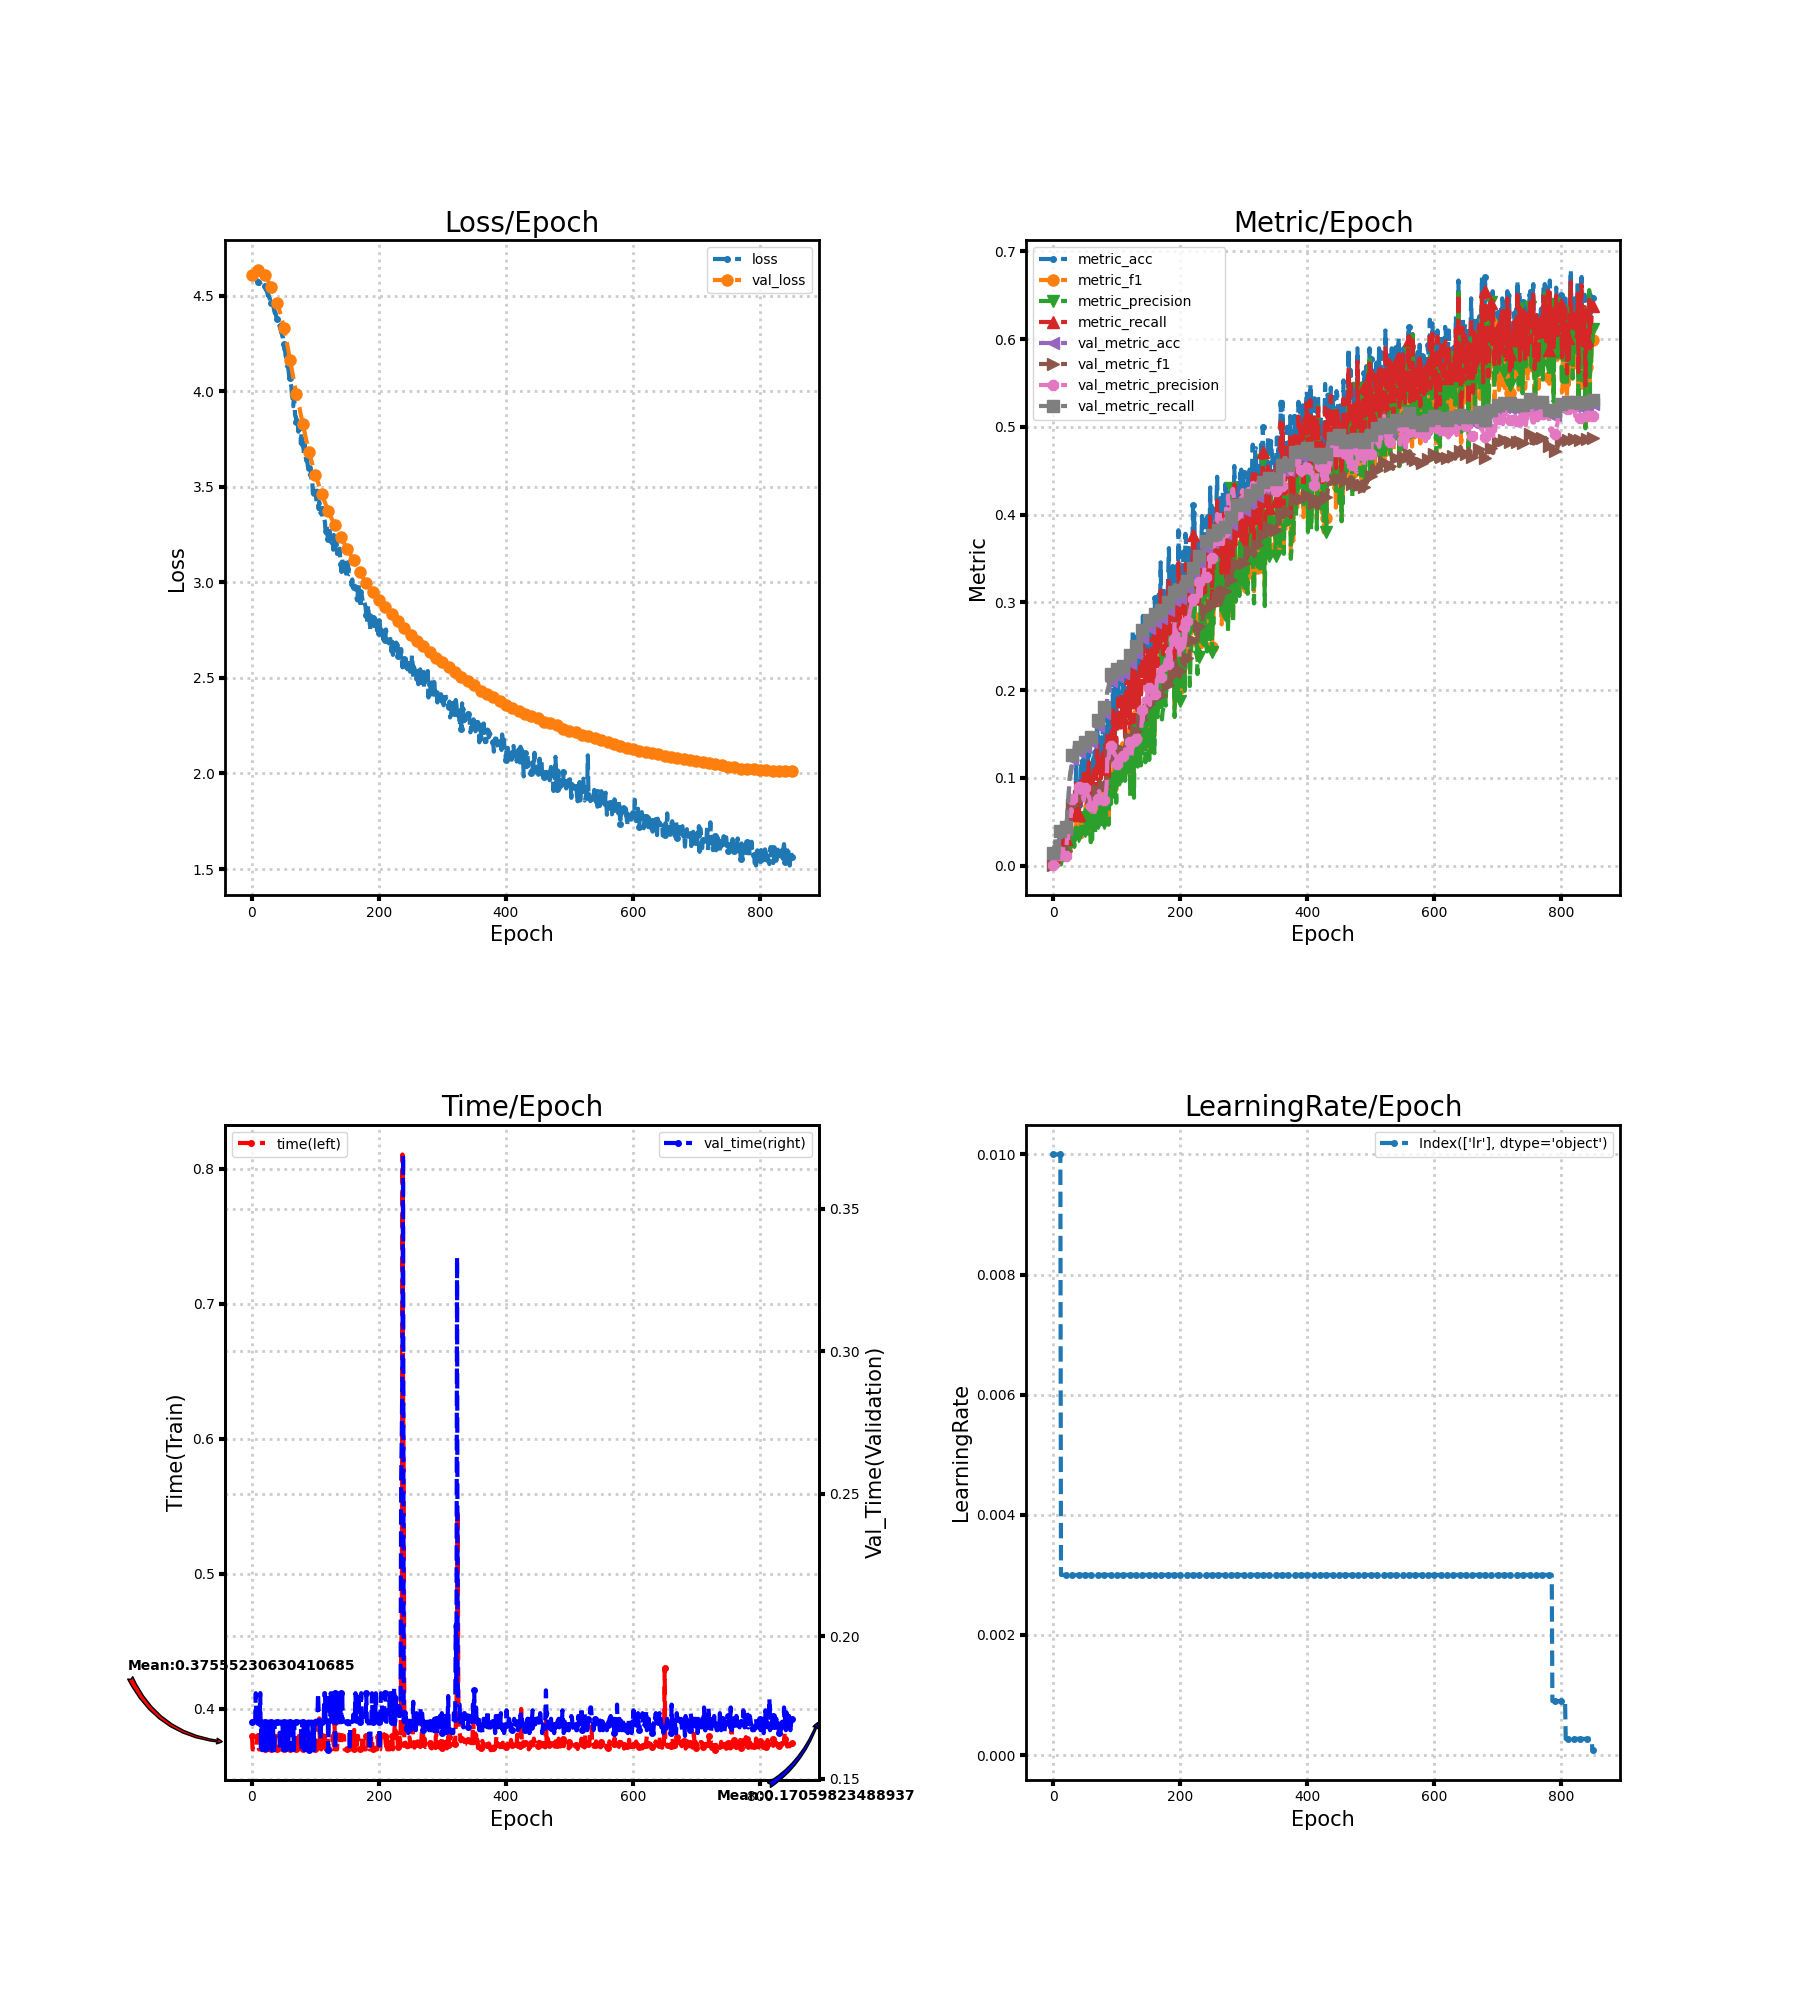 Loss/Epoch
loss
val_loss
4.5
4.0
3.5
3.0
2.5
2.0
1.5
Loss
0
200
400
600
800
Epoch
Metric/Epoch
metric_acc
metric_f1
metric_precision
metric_recall
val_metric_acc
val_metric_f1
val_metric_precision
val_metric_recall
0.7
0.6
0.5
0.4
0.3
0.2
0.1
0.0
Metric
0
200
400
600
800
Epoch
Time/Epoch
time(left)
val_time(right)
0.8
0.7
0.6
0.5
0.4
Time(Train)
0.35
0.30
0.25
0.20
0.15
Val_Time(Validation)
Mean:0.37555230630410685
Mean:0.17059823488937
0
200
400
600
800
Epoch
LearningRate/Epoch
Index(['lr'], dtype='object')
0.010
0.008
0.006
0.004
0.002
0.000
LearningRate
0
200
400
600
800
Epoch